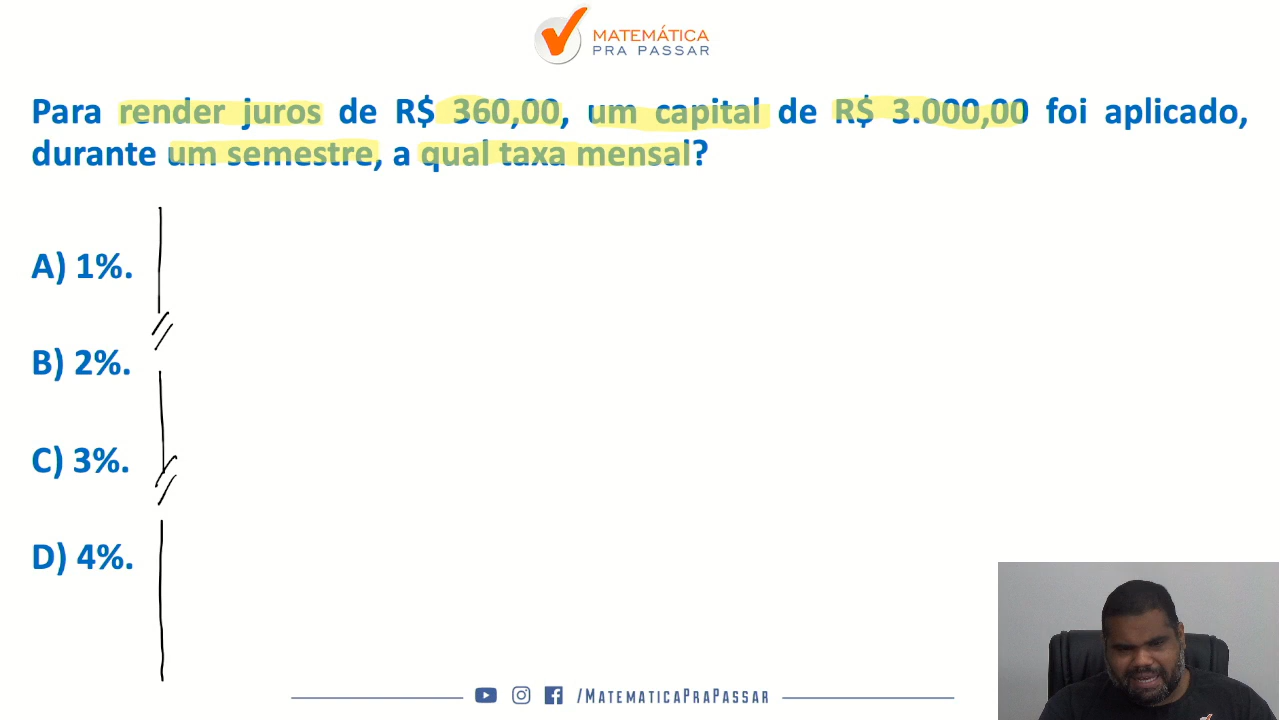 MATEMÁTICA
PRA PASSAR
Para render juros de R$ 360,00, um capital de R$ 3.000,00 foi aplicado,
durante um semestre, a qual taxa mensal?
A) 1%.
B) 2%.
C) 3%.
D) 4%.
/MATEMATICAPRAPASSAR